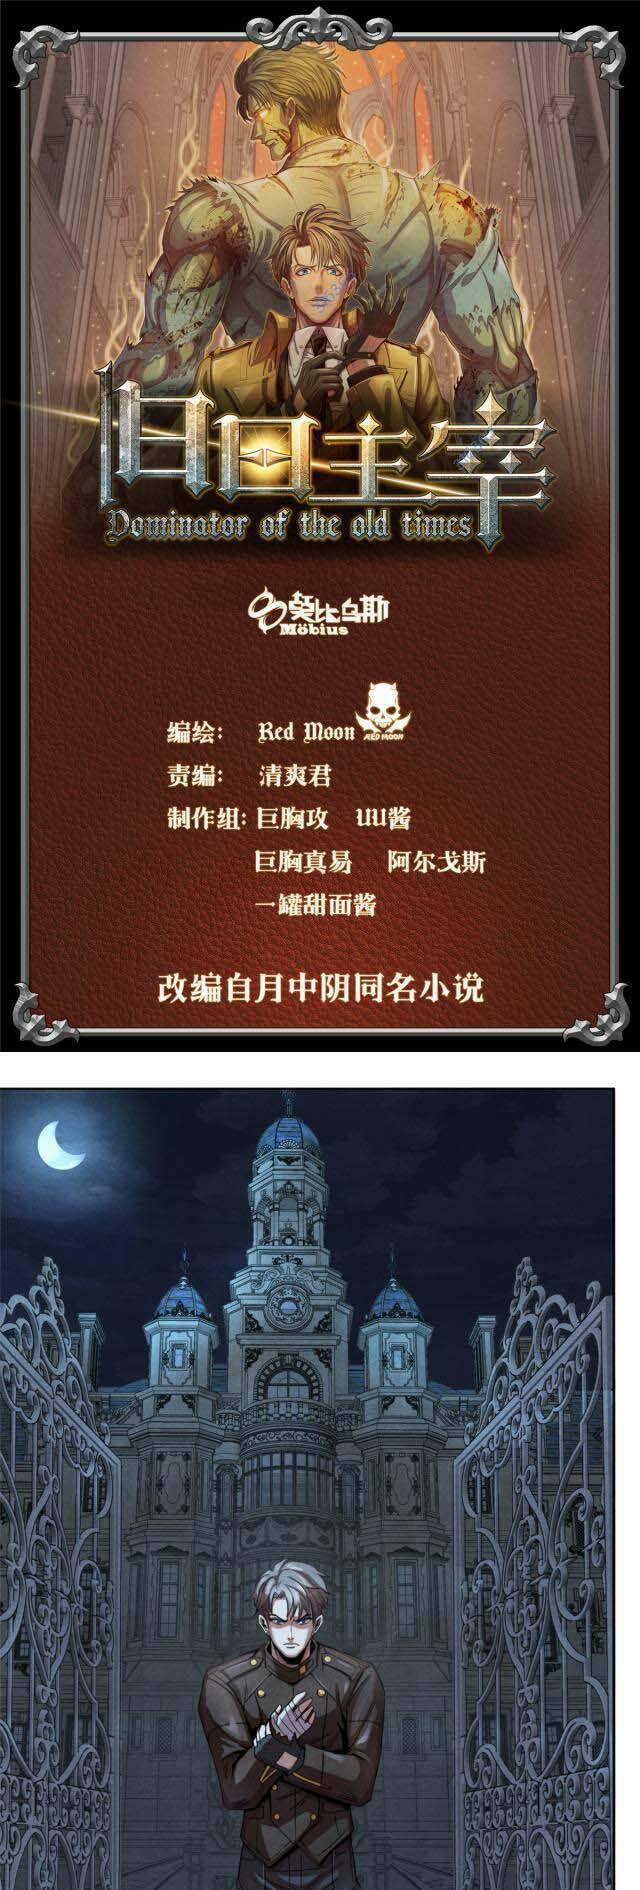 旧日主宰
Dominator of the old times
葵比乌斯
Möbius
编绘: Red Moon
RED MOON
责编: 清爽君
制作组: 巨胸攻 UU酱
巨胸真易 阿尔戈斯
一罐甜面酱
改编自月中阴同名小说